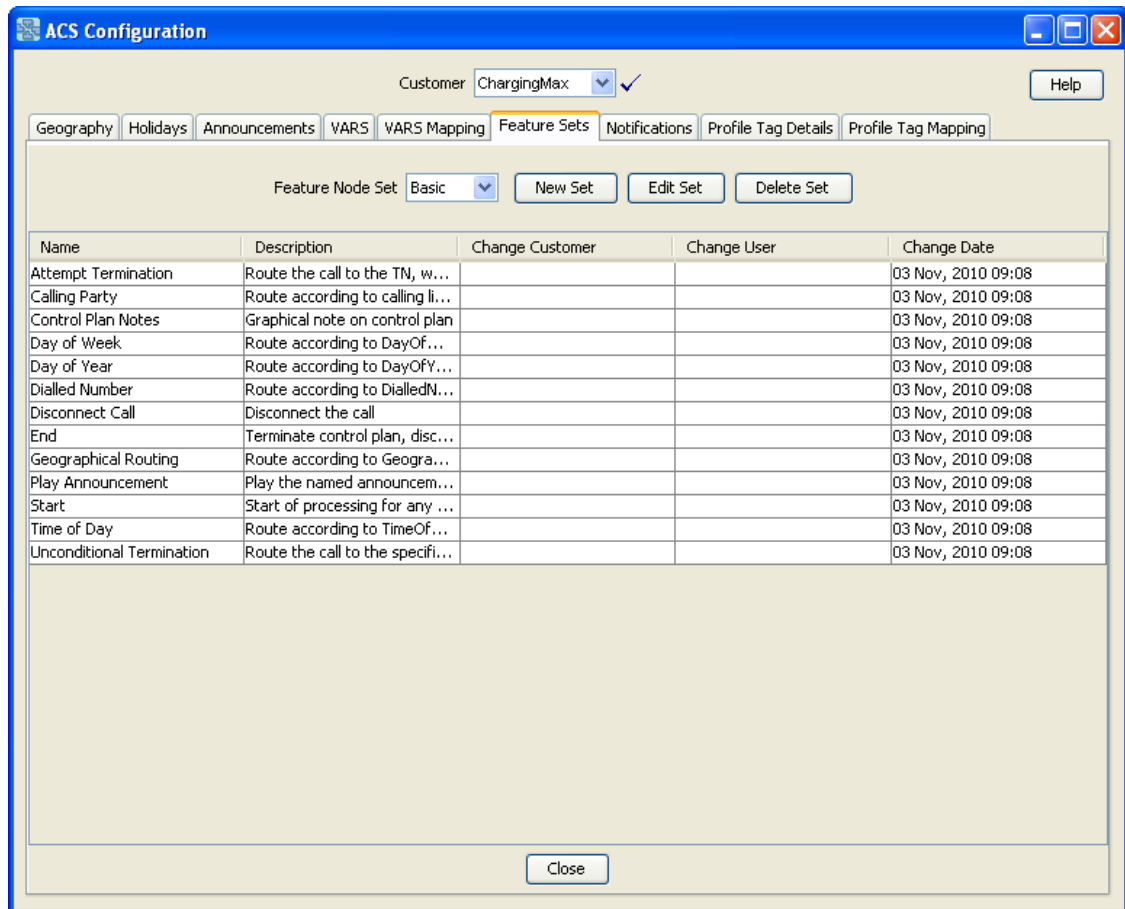 ACS Configuration
Customer ChargingMax
Help
Geography Holidays Announcements VARS VARS Mapping Feature Sets Notifications Profile Tag Details Profile Tag Mapping
Feature Node Set Basic New Set Edit Set Delete Set
Name Description Change Customer Change User Change Date
Attempt Termination Route the call to the TN, w... 03 Nov, 2010 09:08
Calling Party Route according to calling li... 03 Nov, 2010 09:08
Control Plan Notes Graphical note on control plan 03 Nov, 2010 09:08
Day of Week Route according to DayOf... 03 Nov, 2010 09:08
Day of Year Route according to DayOfY... 03 Nov, 2010 09:08
Dialled Number Route according to DialledN... 03 Nov, 2010 09:08
Disconnect Call Disconnect the call 03 Nov, 2010 09:08
End Terminate control plan, disc... 03 Nov, 2010 09:08
Geographical Routing Route according to Geogra... 03 Nov, 2010 09:08
Play Announcement Play the named announcem... 03 Nov, 2010 09:08
Start Start of processing for any ... 03 Nov, 2010 09:08
Time of Day Route according to TimeOf... 03 Nov, 2010 09:08
Unconditional Termination Route the call to the specifi... 03 Nov, 2010 09:08
Close